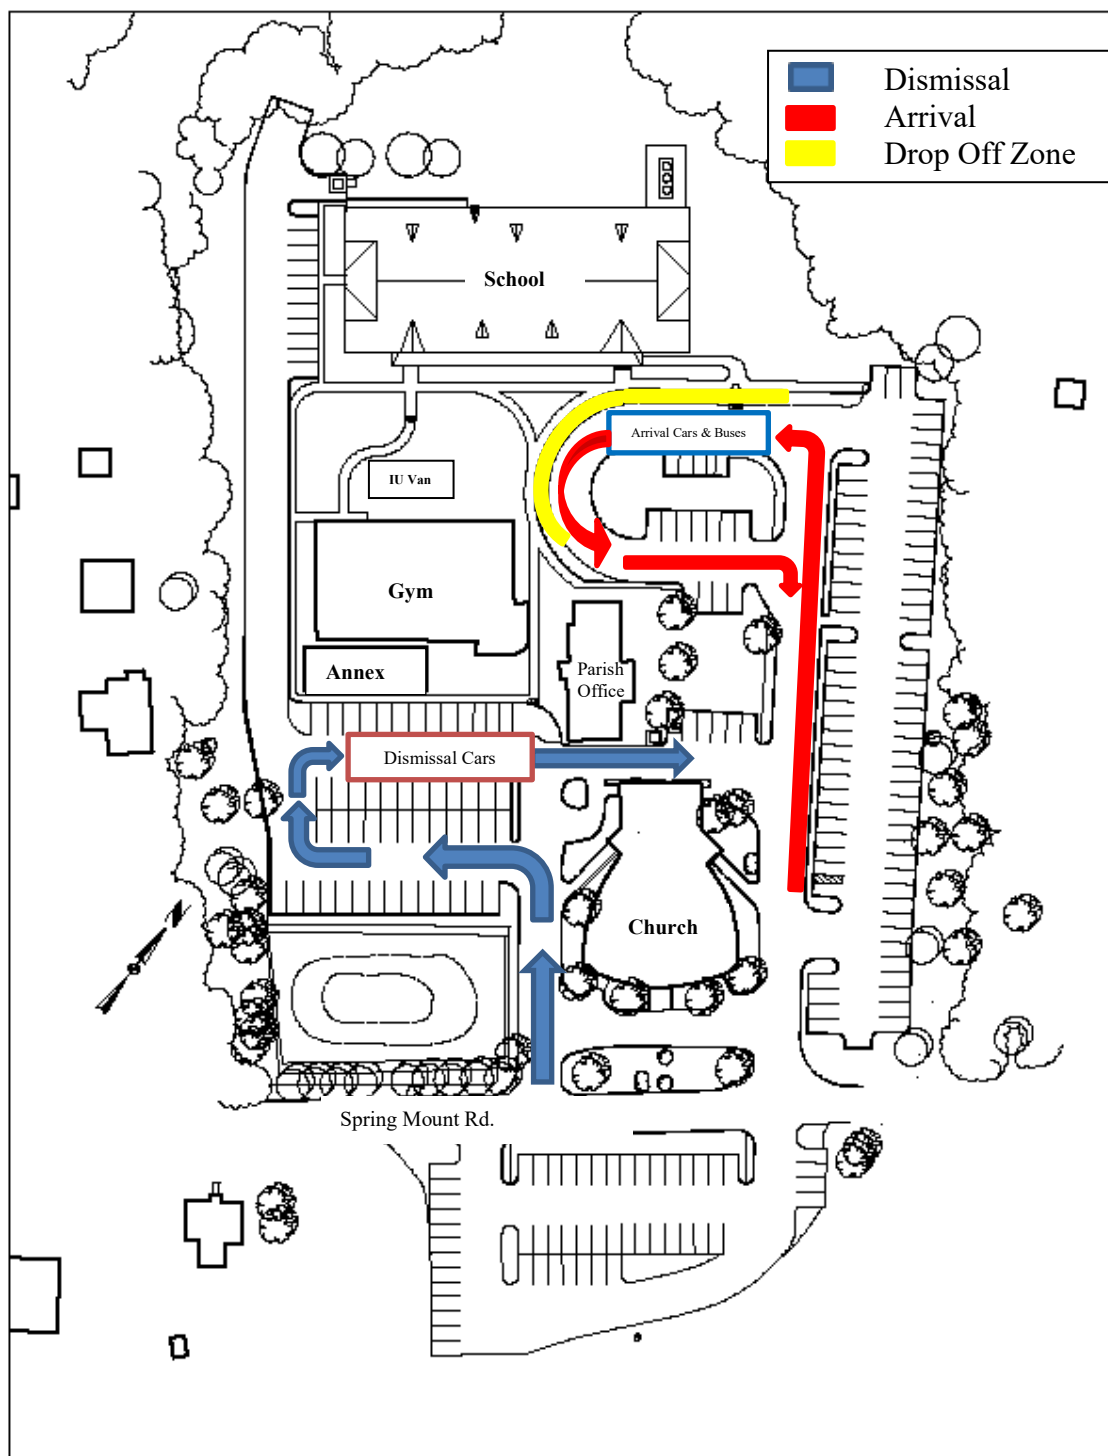 Dismissal
Arrival
Drop Off Zone
School
Arrival Cars & Buses
IU Van
Gym
Annex
Parish
Office
Dismissal Cars
Church
Spring Mount Rd.